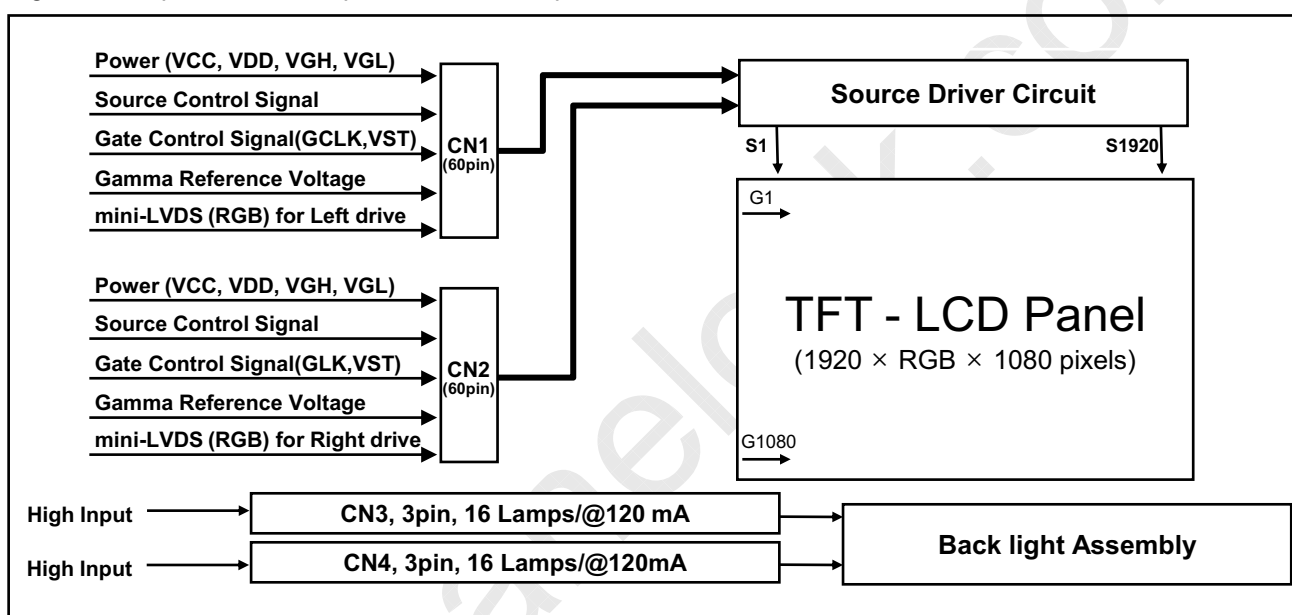 Power (VCC, VDD, VGH, VGL)
Source Control Signal
Gate Control Signal(GCLK,VST)
Gamma Reference Voltage
mini-LVDS (RGB) for Left drive
CN1
(60pin)
Power (VCC, VDD, VGH, VGL)
Source Control Signal
Gate Control Signal(GLK,VST)
Gamma Reference Voltage
mini-LVDS (RGB) for Right drive
CN2
(60pin)
Source Driver Circuit
S1
S1920
G1
TFT - LCD Panel
(1920 × RGB × 1080 pixels)
G1080
High Input
CN3, 3pin, 16 Lamps/@120 mA
High Input
CN4, 3pin, 16 Lamps/@120mA
Back light Assembly